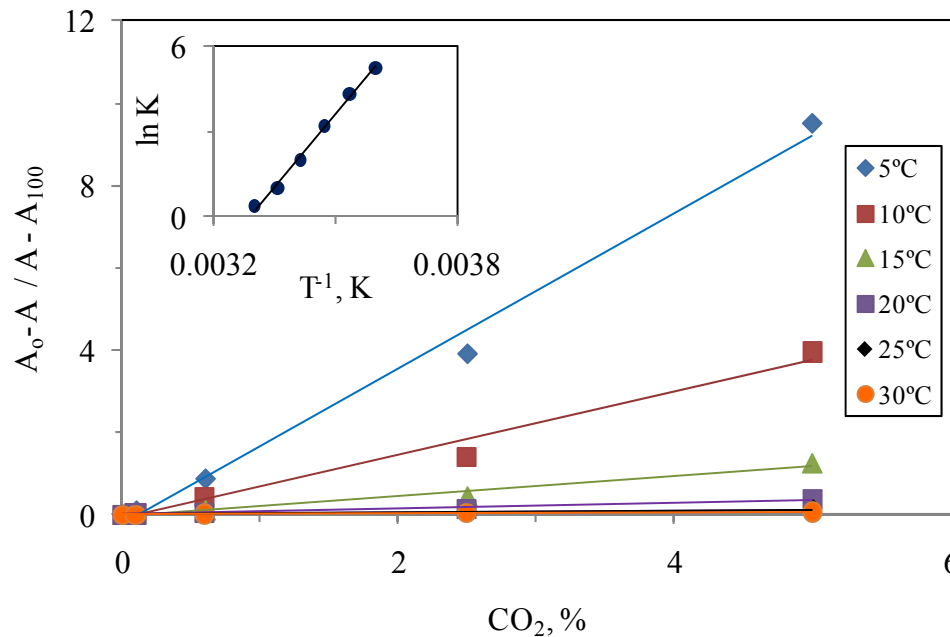 12
8
4
0
A₀-A / A - A₁₀₀
0
2
4
6
CO₂, %
6
0
ln K
0.0032
0.0038
T⁻¹, K
5ºC
10ºC
15ºC
20ºC
25ºC
30ºC